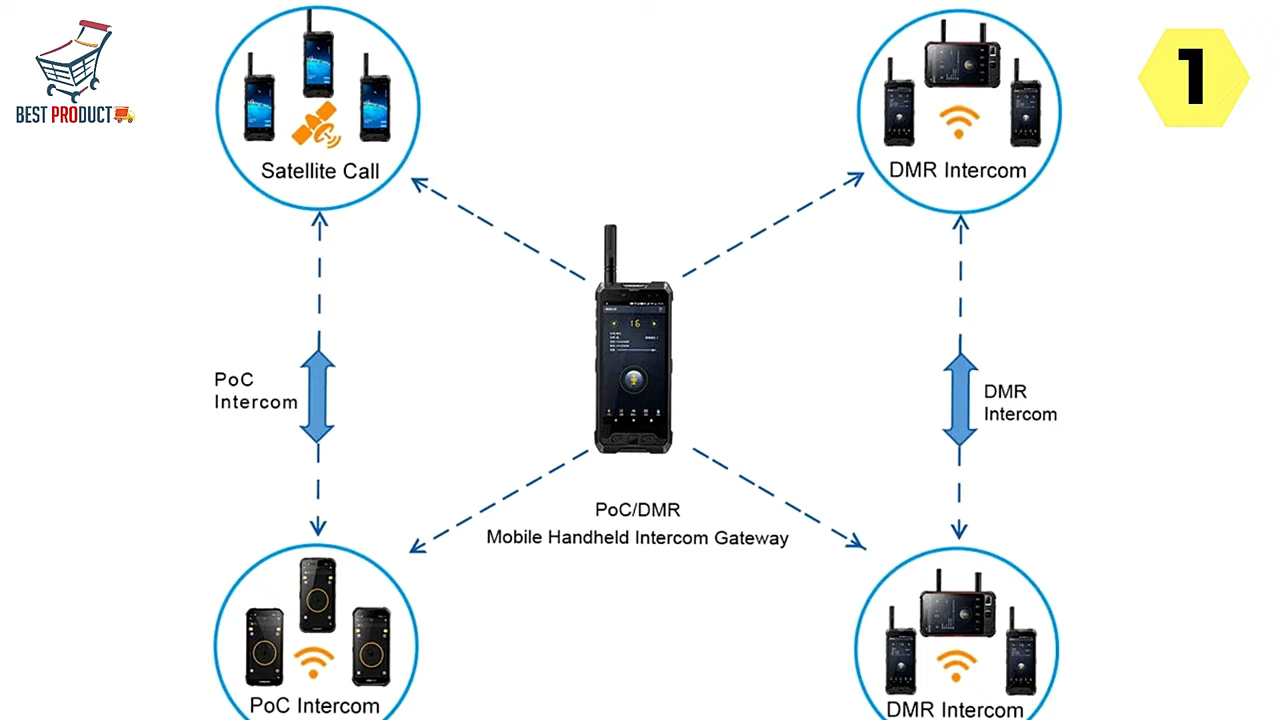 BEST PRODUCT
1
Satellite Call
DMR Intercom
16
PoC
Intercom
DMR
Intercom
PoC/DMR
Mobile Handheld Intercom Gateway
PoC Intercom
DMR Intercom